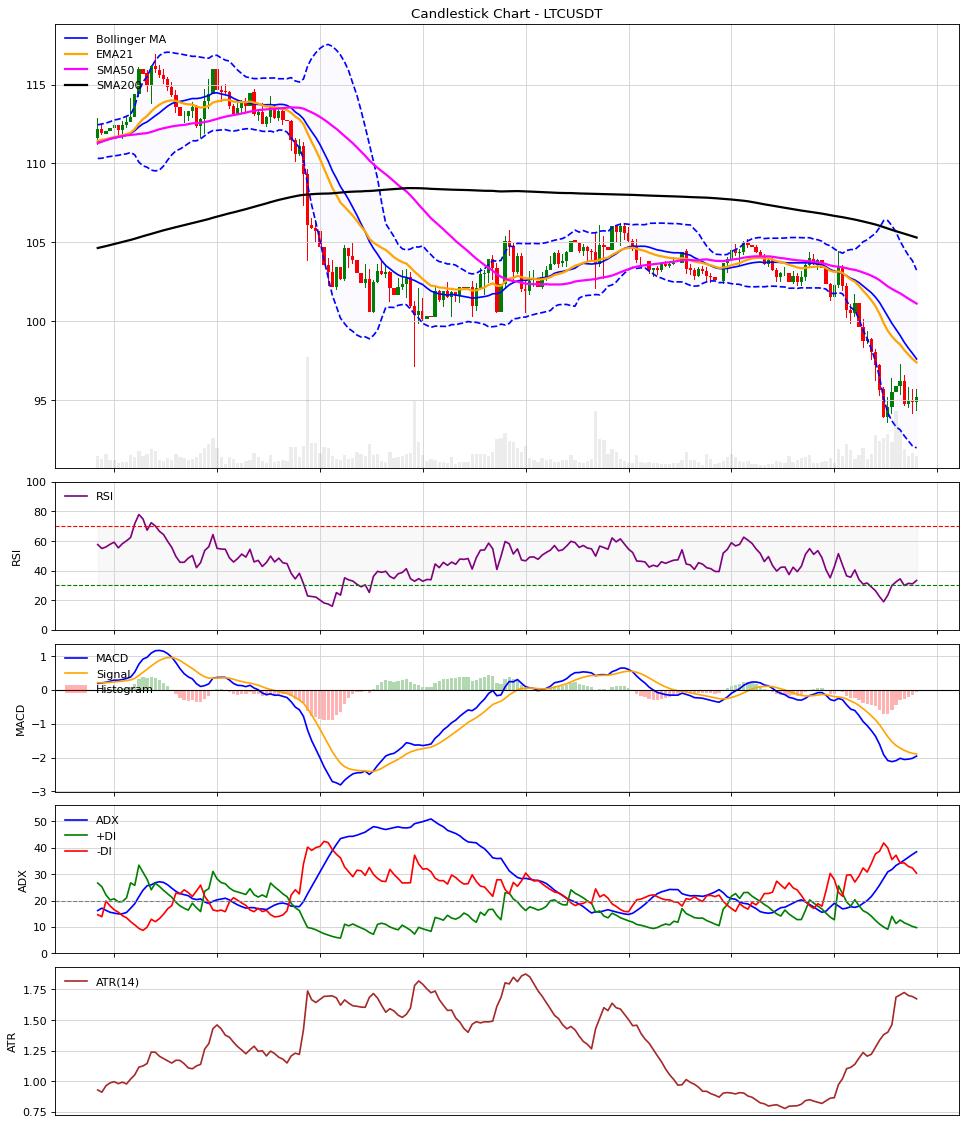 Candlestick Chart - LTCUSDT
Bollinger MA
EMA21
SMA50
SMA200
115
110
105
100
95
RSI
100
80
60
40
20
0
RSI
MACD
Signal
Histogram
1
0
−1
−2
−3
MACD
ADX
+DI
-DI
50
40
30
20
10
0
ADX
ATR(14)
1.75
1.50
1.25
1.00
0.75
ATR